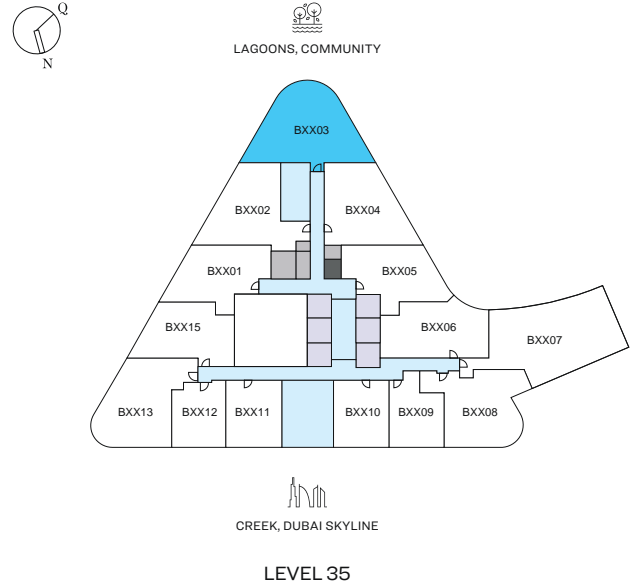 Q
N
LAGOONS, COMMUNITY
BXX03
BXX02
BXX04
BXX01
BXX05
BXX15
BXX06
BXX07
BXX13
BXX12
BXX11
BXX10
BXX09
BXX08
CREEK, DUBAI SKYLINE
LEVEL 35